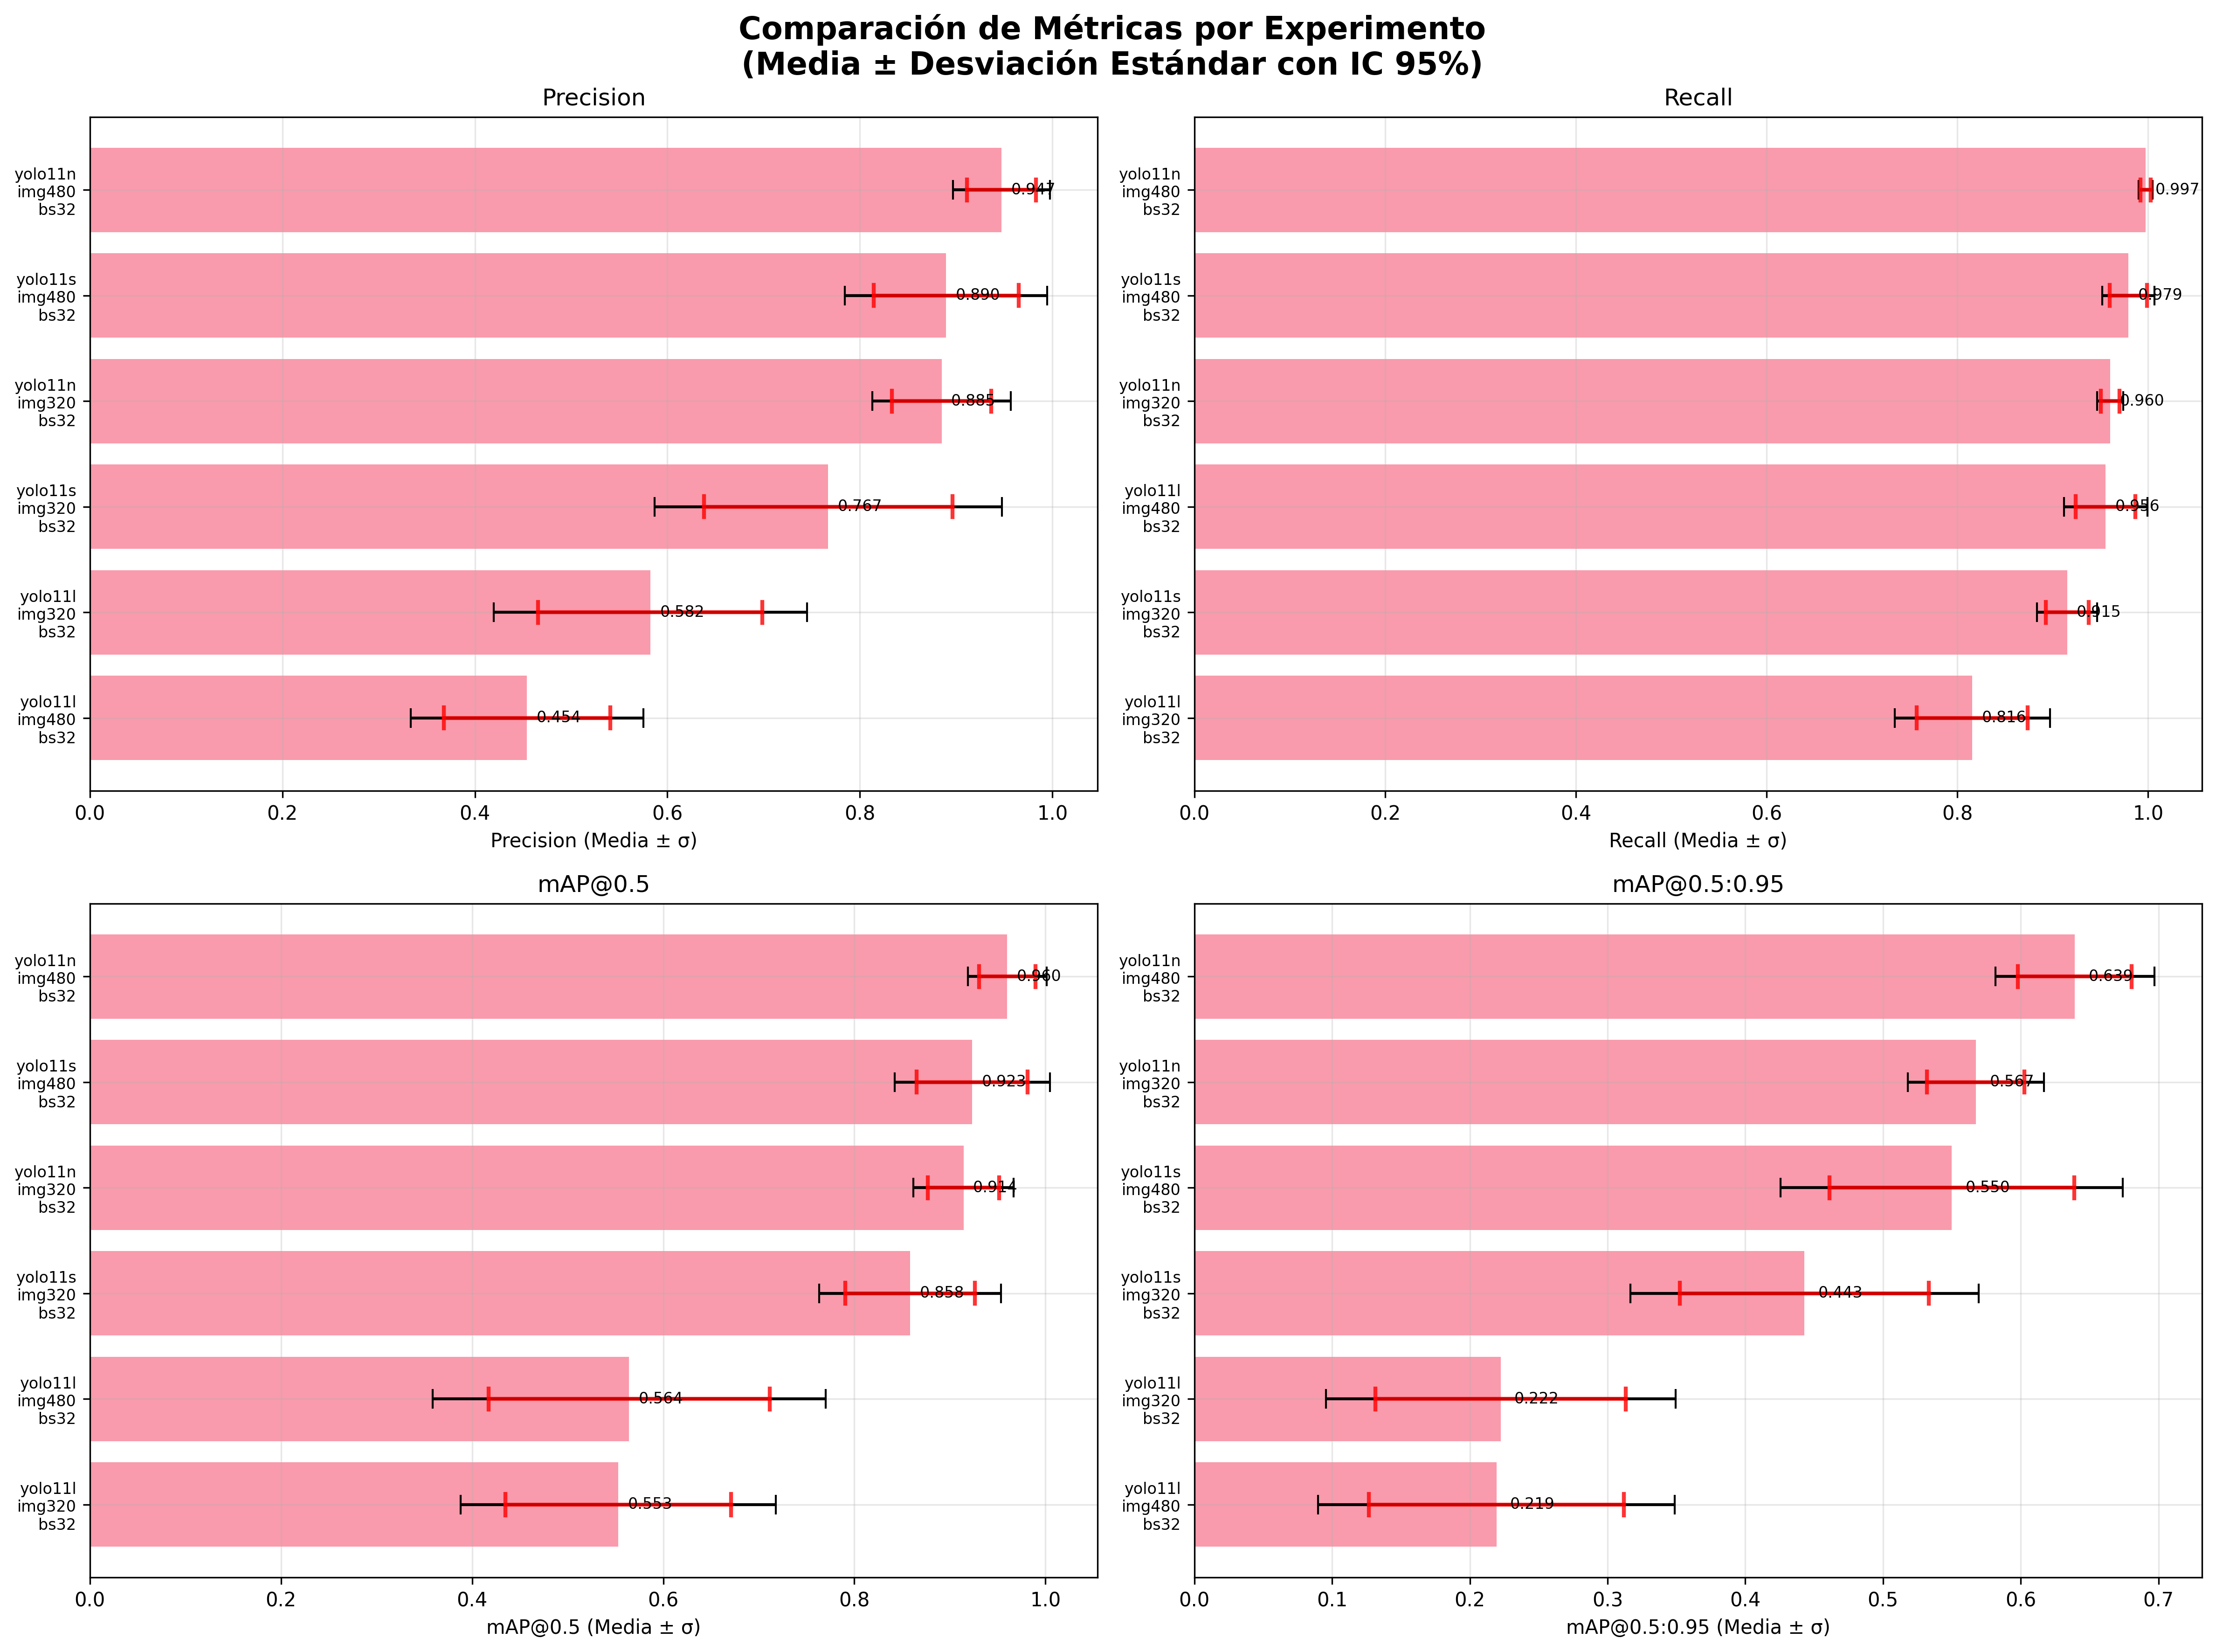 Comparación de Métricas por Experimento
(Media ± Desviación Estándar con IC 95%)
Precision
yolo11n
img480
bs32
0.947
yolo11s
img480
bs32
0.890
yolo11n
img320
bs32
0.885
yolo11s
img320
bs32
0.767
yolo11l
img320
bs32
0.582
yolo11l
img480
bs32
0.454
0.0 0.2 0.4 0.6 0.8 1.0
Precision (Media ± σ)
Recall
yolo11n
img480
bs32
0.997
yolo11s
img480
bs32
0.979
yolo11n
img320
bs32
0.960
yolo11l
img480
bs32
0.956
yolo11s
img320
bs32
0.915
yolo11l
img320
bs32
0.816
0.0 0.2 0.4 0.6 0.8 1.0
Recall (Media ± σ)
mAP@0.5
yolo11n
img480
bs32
0.960
yolo11s
img480
bs32
0.923
yolo11n
img320
bs32
0.914
yolo11s
img320
bs32
0.858
yolo11l
img480
bs32
0.564
yolo11l
img320
bs32
0.553
0.0 0.2 0.4 0.6 0.8 1.0
mAP@0.5 (Media ± σ)
mAP@0.5:0.95
yolo11n
img480
bs32
0.639
yolo11n
img320
bs32
0.567
yolo11s
img480
bs32
0.550
yolo11s
img320
bs32
0.443
yolo11l
img320
bs32
0.222
yolo11l
img480
bs32
0.219
0.0 0.1 0.2 0.3 0.4 0.5 0.6 0.7
mAP@0.5:0.95 (Media ± σ)